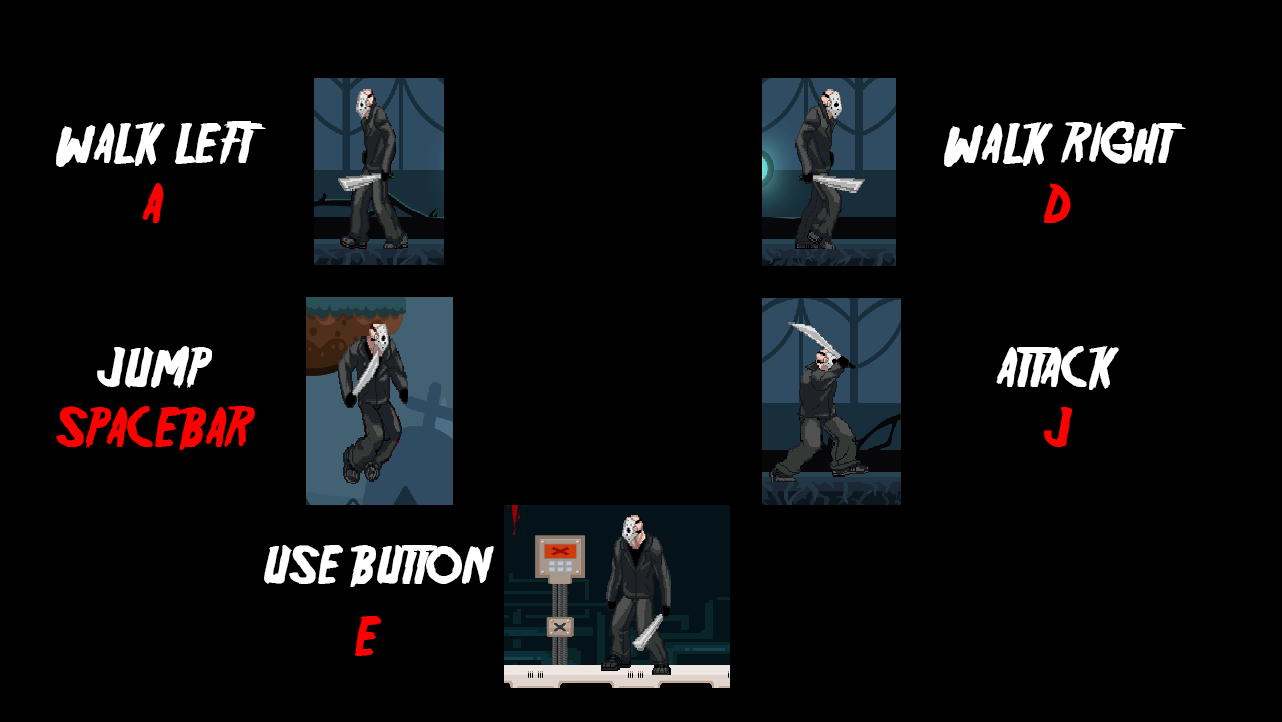 WALK LEFT
A
WALK RIGHT
D
JUMP
SPACEBAR
ATTACK
J
USE BUTTON
E